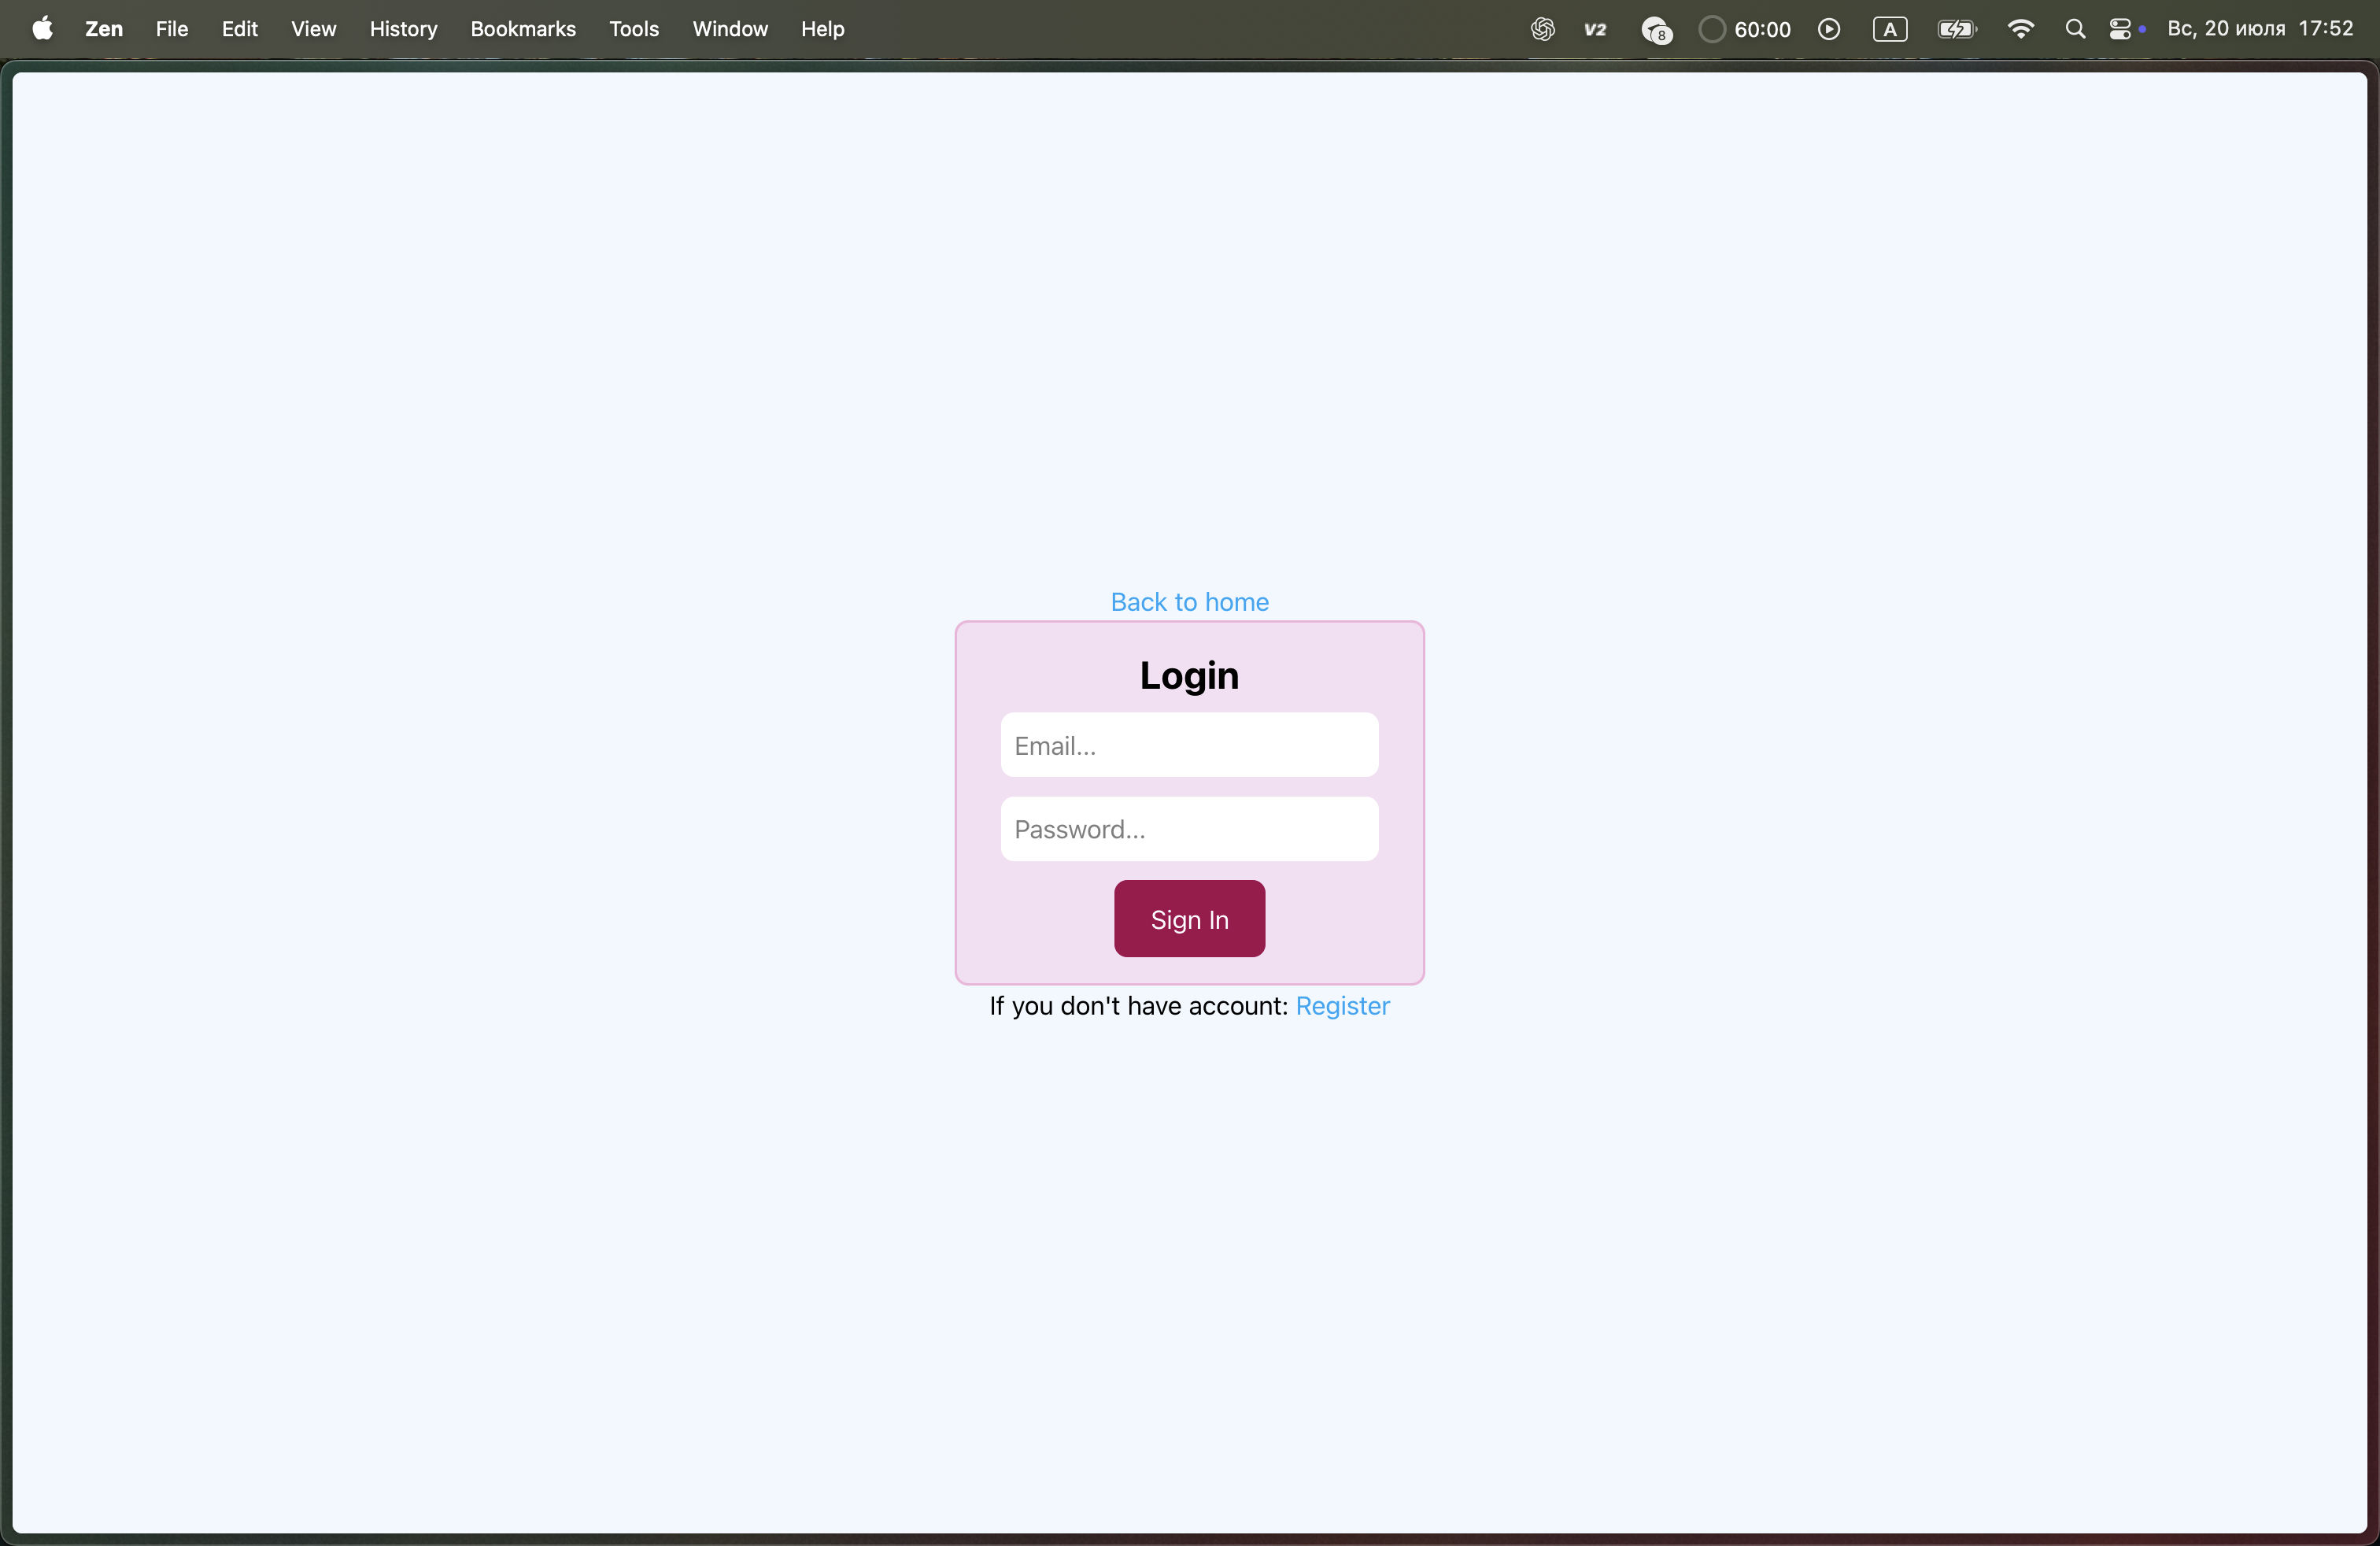 Zen File Edit View History Bookmarks Tools Window Help V2 8 60:00 A Вс, 20 июля 17:52
Back to home
Login
Email...
Password...
Sign In
If you don't have account: Register